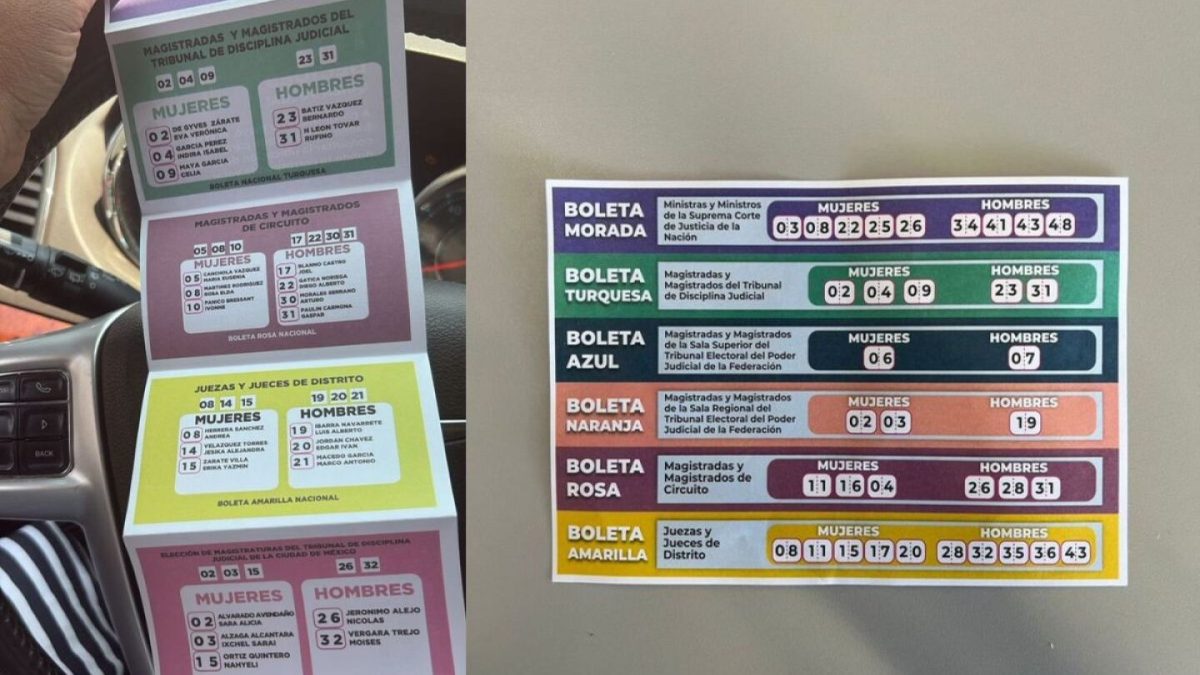 MAGISTRADAS Y MAGISTRADOS DEL
TRIBUNAL DE DISCIPLINA JUDICIAL
02 04 09
23 31
MUJERES
02 DE GYVES ZÁRATE
EVA VERÓNICA
04 GARCIA PEREZ
INDIRA ISABEL
09 MAYA GARCIA
CELIA
HOMBRES
23 BATIZ VAZQUEZ
BERNARDO
31 H LEON TOVAR
RUFINO
BOLETA NACIONAL TURQUESA
MAGISTRADAS Y MAGISTRADOS
DE CIRCUITO
05 08 10
17 22 30 31
MUJERES
05 CANCHOLA VAZQUEZ
MARIA EUGENIA
08 MARTINEZ RODRIGUEZ
ROSA ELDA
10 PANICO BRESSANT
IVONNE
HOMBRES
17 BLANNO CASTRO
JOEL
22 GATICA NORIEGA
DIEGO ALBERTO
30 MORALES SERRANO
ARTURO
31 PAULIN CARMONA
GASPAR
BOLETA ROSA NACIONAL
JUEZAS Y JUECES DE DISTRITO
08 14 15
19 20 21
MUJERES
08 HERRERA SANCHEZ
ANDREA
14 VELAZQUEZ TORRES
JESIKA ALEJANDRA
15 ZARATE VILLA
ERIKA YAZMIN
HOMBRES
19 IBARRA NAVARRETE
LUIS ALBERTO
20 JORDAN CHAVEZ
EDGAR IVAN
21 MACEDO GARCIA
MARCO ANTONIO
BOLETA AMARILLA NACIONAL
ELECCIÓN DE MAGISTRATURAS DEL TRIBUNAL DE DISCIPLINA
JUDICIAL DE LA CIUDAD DE MÉXICO
02 03 15
26 32
MUJERES
02 ALVARADO AVENDAÑO
SARA ALICIA
03 ALZAGA ALCANTARA
IXCHEL SARAI
15 ORTIZ QUINTERO
NAHYELI
HOMBRES
26 JERONIMO ALEJO
NICOLAS
32 VERGARA TREJO
MOISES
BACK
BOLETA
MORADA
Ministras y Ministros
de la Suprema Corte
de Justicia de la
Nación
MUJERES
03 08 22 25 26
HOMBRES
34 41 43 48
BOLETA
TURQUESA
Magistradas y
Magistrados del Tribunal
de Disciplina Judicial
MUJERES
02 04 09
HOMBRES
23 31
BOLETA
AZUL
Magistradas y Magistrados
de la Sala Superior del
Tribunal Electoral del Poder
Judicial de la Federación
MUJERES
06
HOMBRES
07
BOLETA
NARANJA
Magistradas y Magistrados
de la Sala Regional del
Tribunal Electoral del Poder
Judicial de la Federación
MUJERES
02 03
HOMBRES
19
BOLETA
ROSA
Magistradas y
Magistrados de
Circuito
MUJERES
11 16 04
HOMBRES
26 28 31
BOLETA
AMARILLA
Juezas y
Jueces de
Distrito
MUJERES
08 11 15 17 20
HOMBRES
28 32 35 36 43